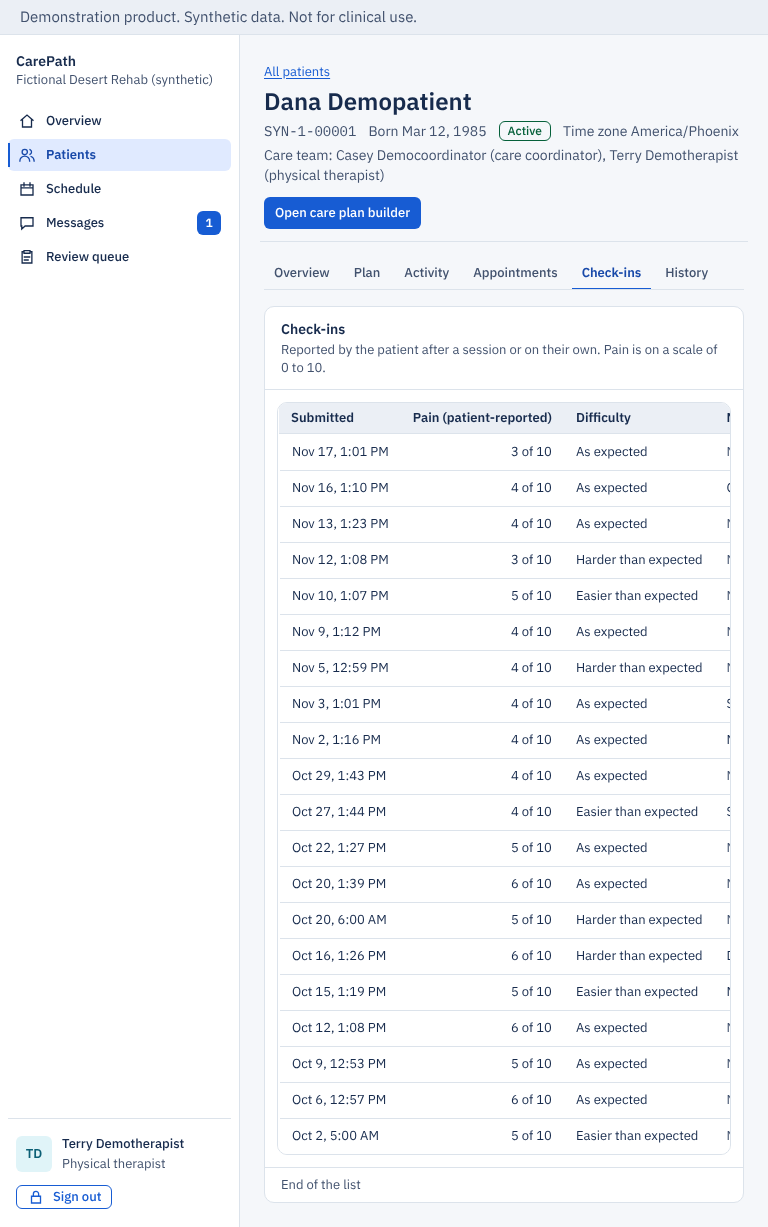 Demonstration product. Synthetic data. Not for clinical use.
CarePath
Fictional Desert Rehab (synthetic)
Overview
Patients
Schedule
Messages 1
Review queue
Terry Demotherapist
TD
Physical therapist
Sign out
All patients
Dana Demopatient
SYN-1-00001 Born Mar 12, 1985 Active Time zone America/Phoenix
Care team: Casey Democoordinator (care coordinator), Terry Demotherapist
(physical therapist)
Open care plan builder
Overview Plan Activity Appointments Check-ins History
Check-ins
Reported by the patient after a session or on their own. Pain is on a scale of
0 to 10.
Submitted Pain (patient-reported) Difficulty
Nov 17, 1:01 PM 3 of 10 As expected
Nov 16, 1:10 PM 4 of 10 As expected
Nov 13, 1:23 PM 4 of 10 As expected
Nov 12, 1:08 PM 3 of 10 Harder than expected
Nov 10, 1:07 PM 5 of 10 Easier than expected
Nov 9, 1:12 PM 4 of 10 As expected
Nov 5, 12:59 PM 4 of 10 Harder than expected
Nov 3, 1:01 PM 4 of 10 As expected
Nov 2, 1:16 PM 4 of 10 As expected
Oct 29, 1:43 PM 4 of 10 As expected
Oct 27, 1:44 PM 4 of 10 Easier than expected
Oct 22, 1:27 PM 5 of 10 As expected
Oct 20, 1:39 PM 6 of 10 As expected
Oct 20, 6:00 AM 5 of 10 Harder than expected
Oct 16, 1:26 PM 6 of 10 Harder than expected
Oct 15, 1:19 PM 5 of 10 Easier than expected
Oct 12, 1:08 PM 6 of 10 As expected
Oct 9, 12:53 PM 5 of 10 As expected
Oct 6, 12:57 PM 6 of 10 As expected
Oct 2, 5:00 AM 5 of 10 Easier than expected
End of the list